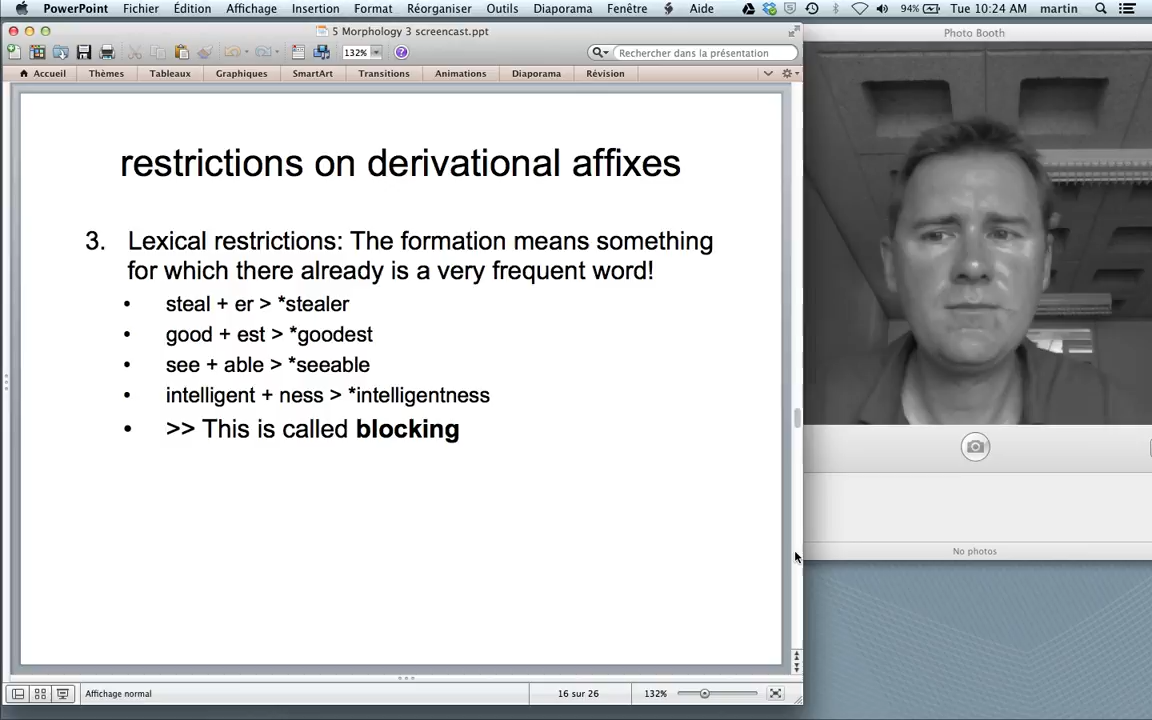 PowerPoint Fichier Édition Affichage Insertion Format Réorganiser Outils Diaporama Fenêtre Aide 94% Tue 10:24 AM martin
5 Morphology 3 screencast.ppt
Photo Booth
132% Rechercher dans la présentation
Accueil Thèmes Tableaux Graphiques SmartArt Transitions Animations Diaporama Révision
restrictions on derivational affixes
3. Lexical restrictions: The formation means something
for which there already is a very frequent word!
• steal + er > *stealer
• good + est > *goodest
• see + able > *seeable
• intelligent + ness > *intelligentness
• >> This is called blocking
No photos
Affichage normal 16 sur 26 132%